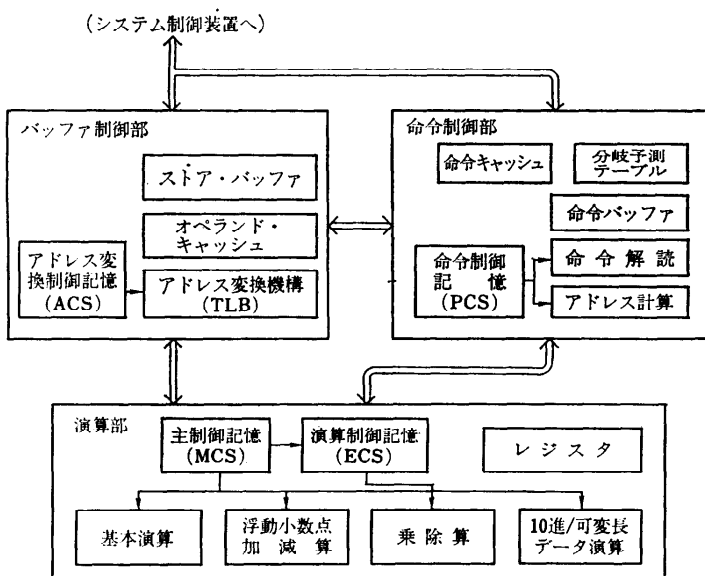 (システム制御装置へ)
バッファ制御部
ストア・バッファ
オペランド・
キャッシュ
アドレス変
換制御記憶
(ACS)
アドレス変換機構
(TLB)
命令制御部
命令キャッシュ
分岐予測
テーブル
命令バッファ
命令制御
記憶
(PCS)
命令解読
アドレス計算
演算部
主制御記憶
(MCS)
演算制御記憶
(ECS)
レジスタ
基本演算
浮動小数点
加減算
乗除算
10進/可変長
データ演算